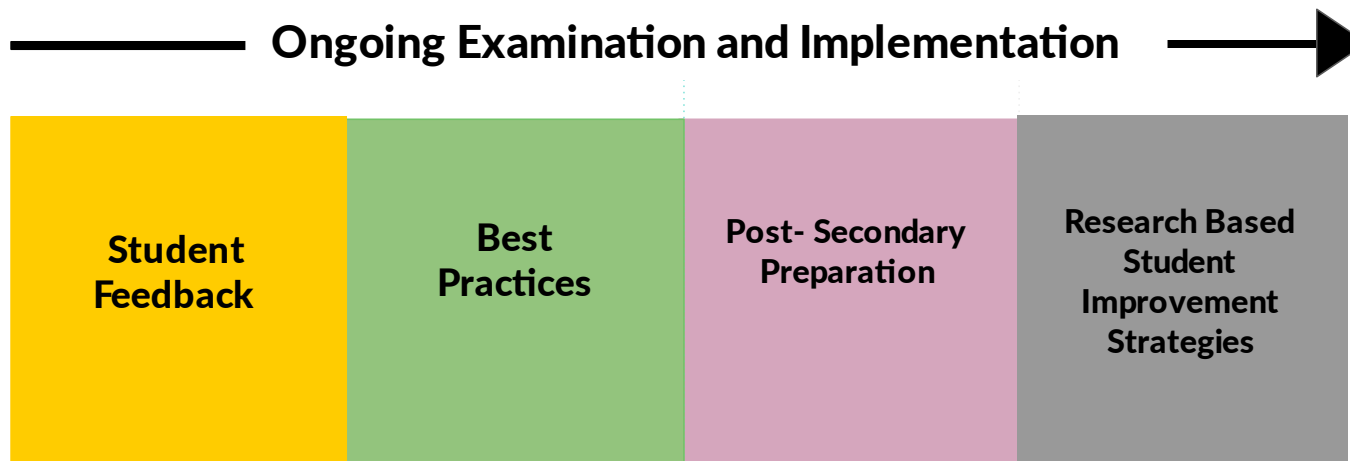 Ongoing Examination and Implementation
Student
Feedback
Best
Practices
Post- Secondary
Preparation
Research Based
Student
Improvement
Strategies